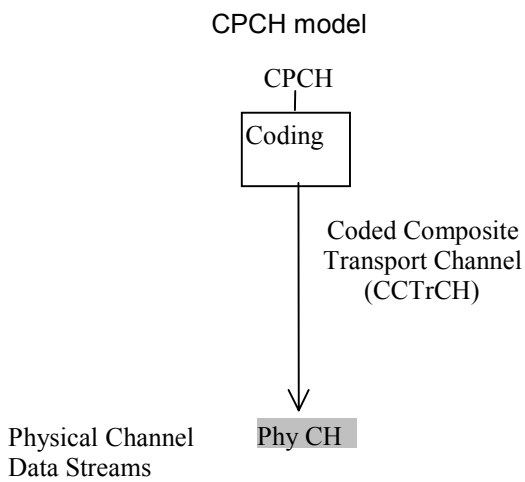 CPCH model
CPCH
Coding
Coded Composite
Transport Channel
(CCTrCH)
Physical Channel
Data Streams
Phy CH